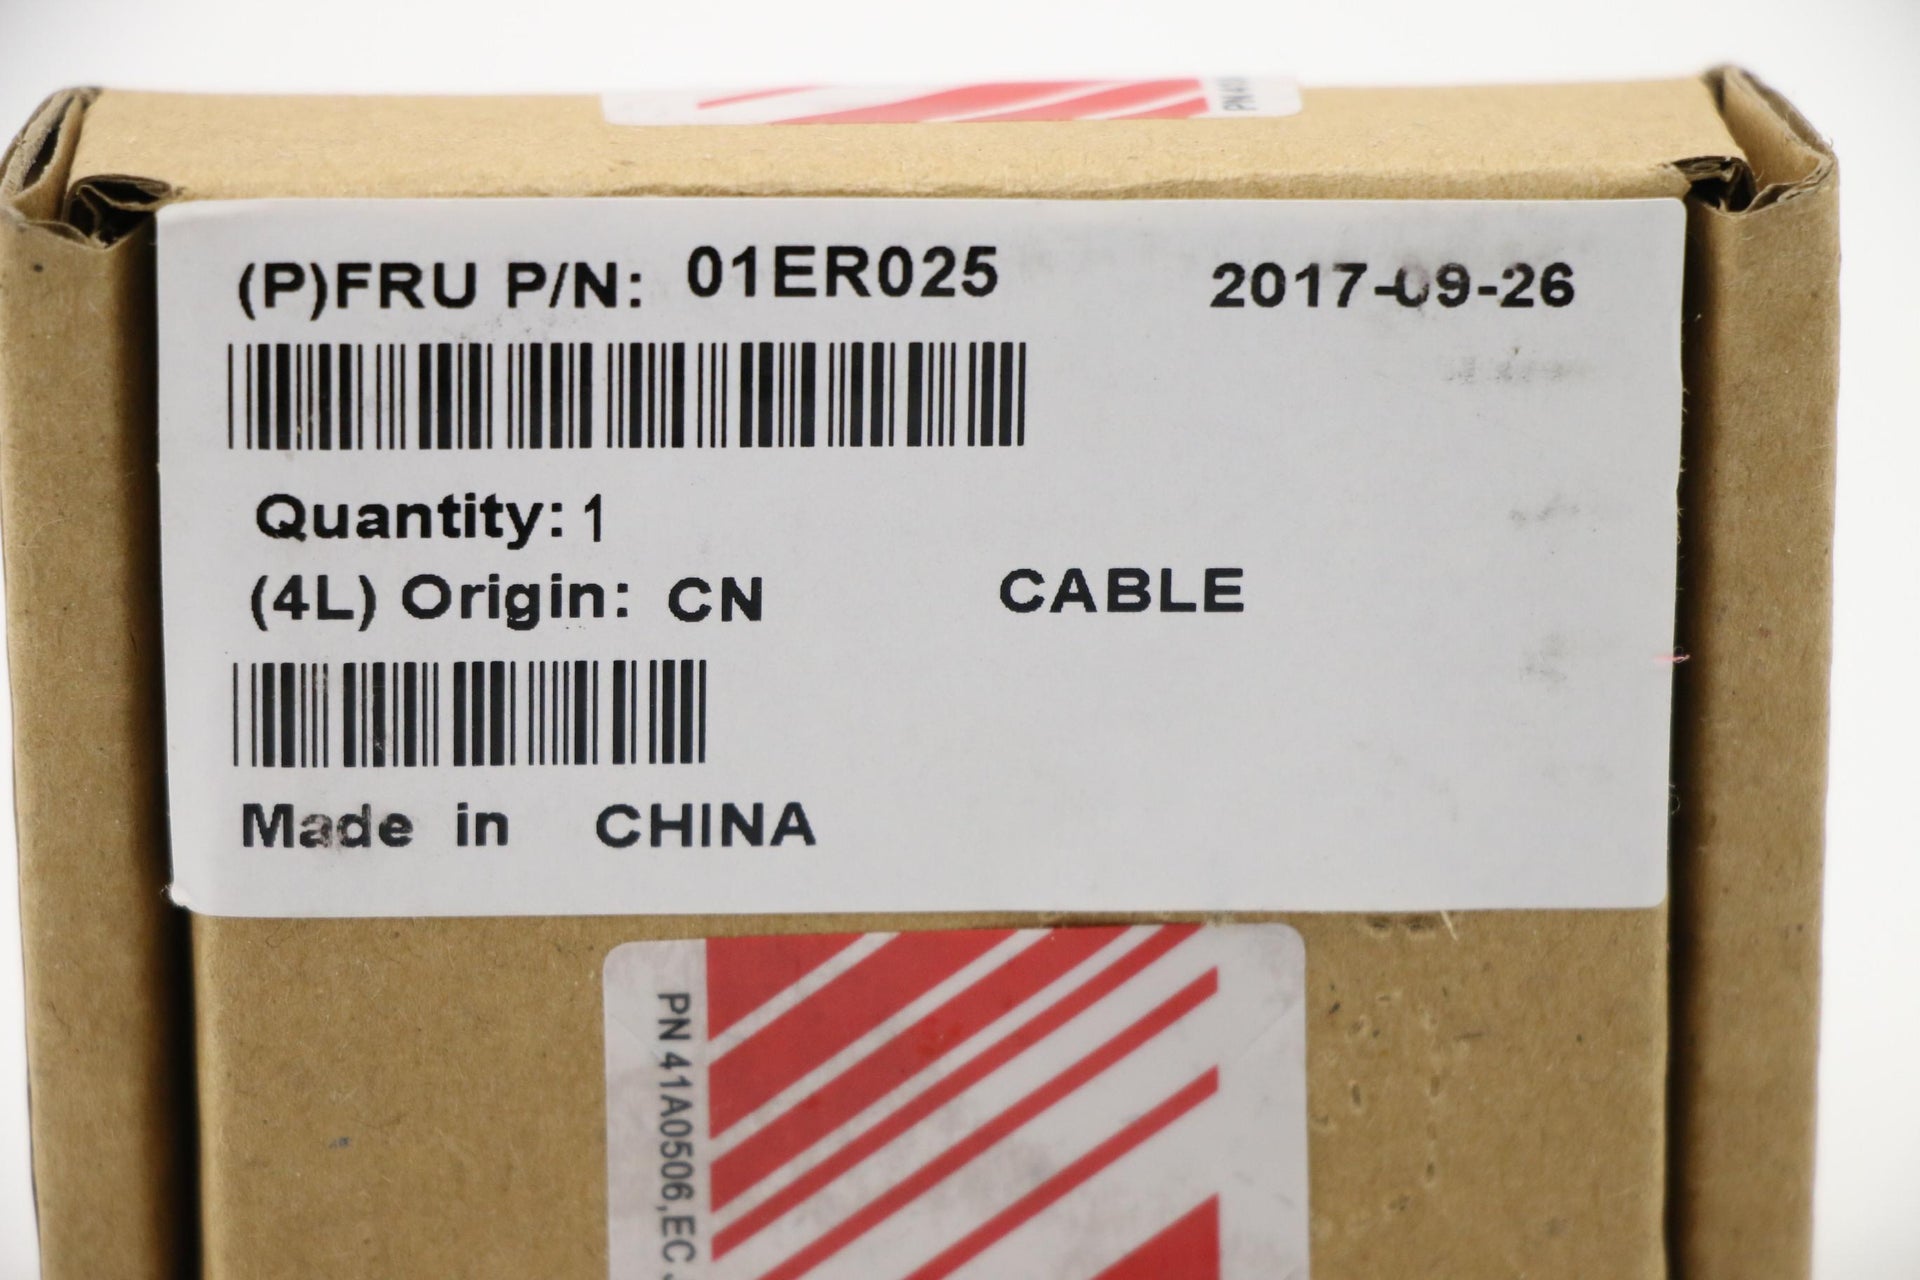 (P)FRU P/N: 01ER025 2017-09-26
Quantity: 1
(4L) Origin: CN CABLE
Made in CHINA
PN 41A0506,EC